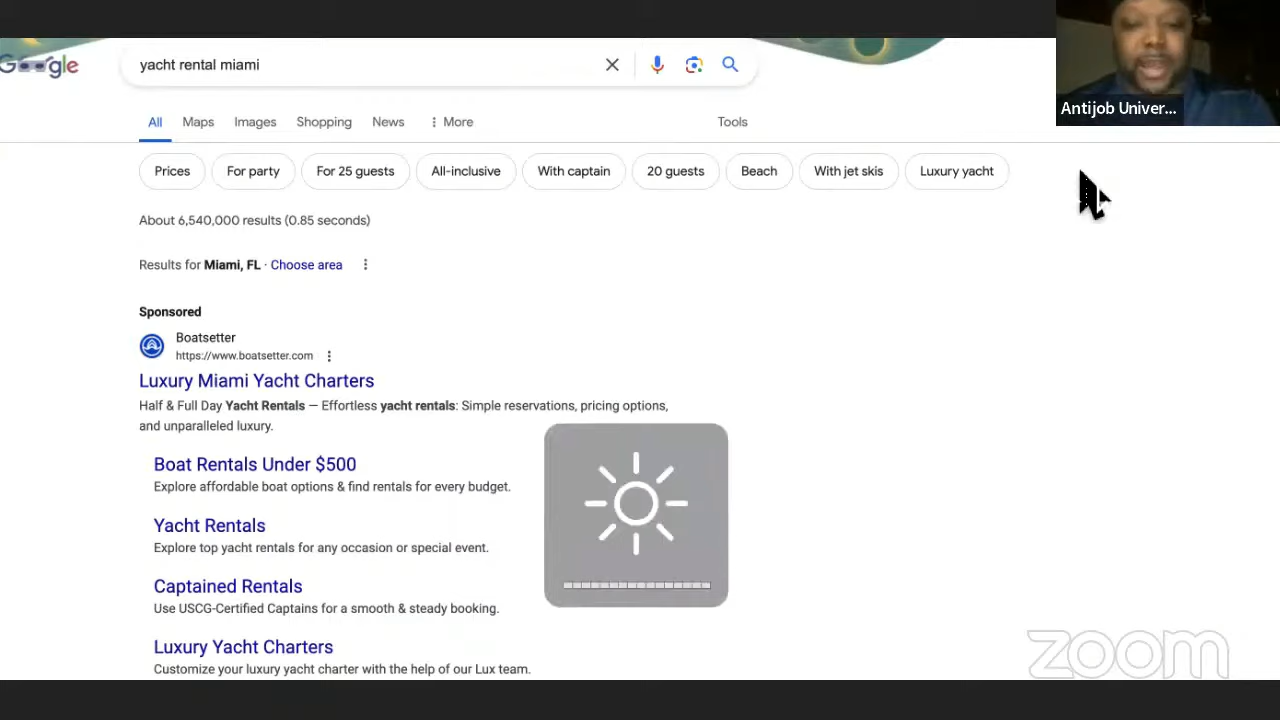 Google
yacht rental miami
Antijob Univer...
All Maps Images Shopping News More Tools
Prices For party For 25 guests All-inclusive With captain 20 guests Beach With jet skis Luxury yacht
About 6,540,000 results (0.85 seconds)
Results for Miami, FL · Choose area
Sponsored
Boatsetter
https://www.boatsetter.com
Luxury Miami Yacht Charters
Half & Full Day Yacht Rentals — Effortless yacht rentals: Simple reservations, pricing options,
and unparalleled luxury.
Boat Rentals Under $500
Explore affordable boat options & find rentals for every budget.
Yacht Rentals
Explore top yacht rentals for any occasion or special event.
Captained Rentals
Use USCG-Certified Captains for a smooth & steady booking.
Luxury Yacht Charters
Customize your luxury yacht charter with the help of our Lux team.
zoom